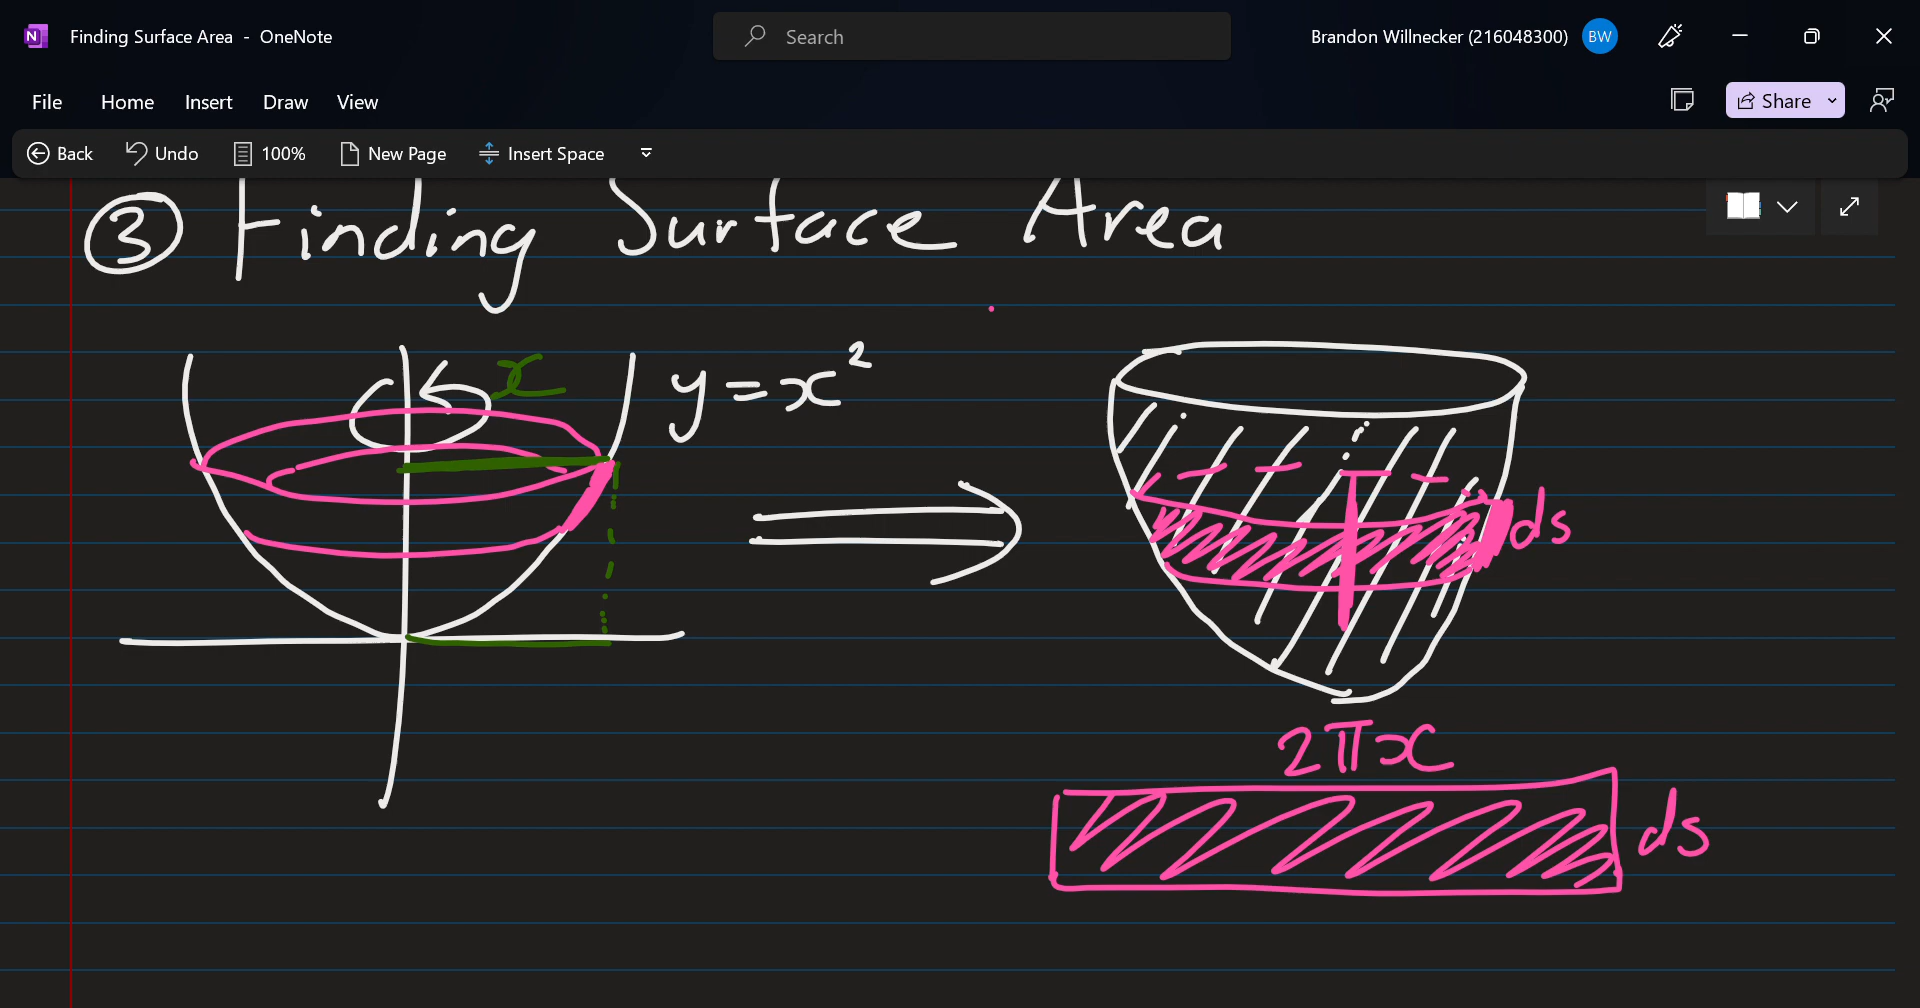 Finding Surface Area - OneNote
Search
Brandon Willnecker (216048300) BW
File Home Insert Draw View
Share
Back Undo 100% New Page Insert Space
③ Finding Surface Area
x
y = x²
ds
2πx
ds